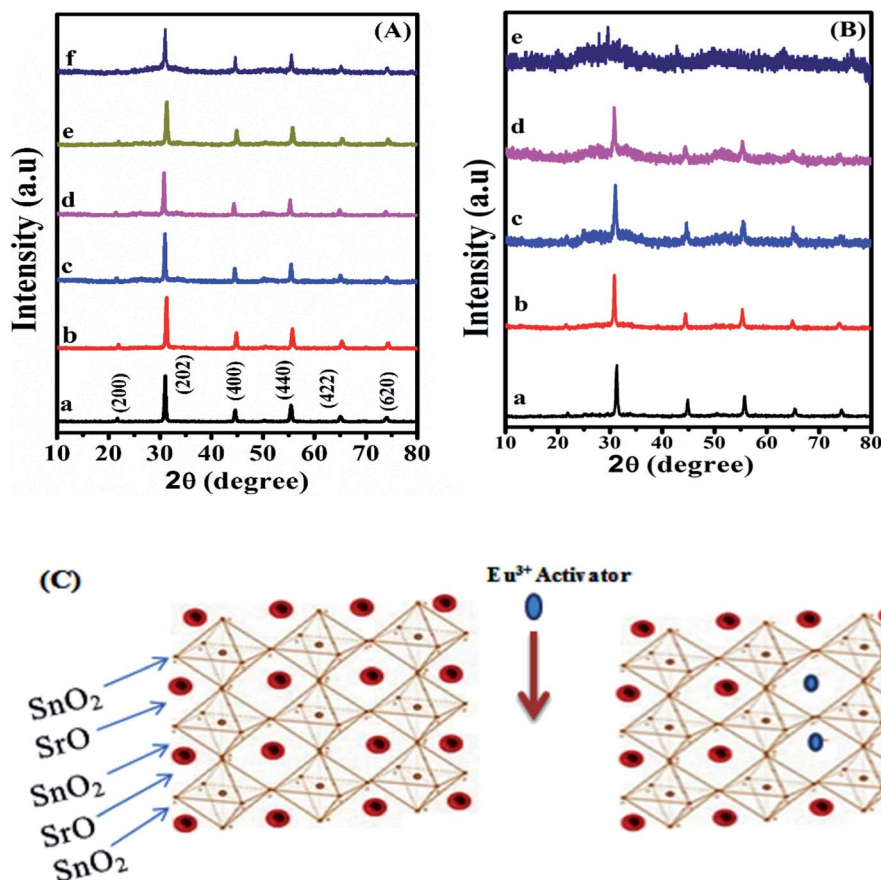 (A)
f
e
d
c
b
a
(200)
(202)
(400)
(440)
(422)
(620)
Intensity (a.u)
10 20 30 40 50 60 70 80
2θ (degree)
(B)
e
d
c
b
a
Intensity (a.u)
10 20 30 40 50 60 70 80
2θ (degree)
(C)
Eu³⁺ Activator
SnO₂
SrO
SnO₂
SrO
SnO₂